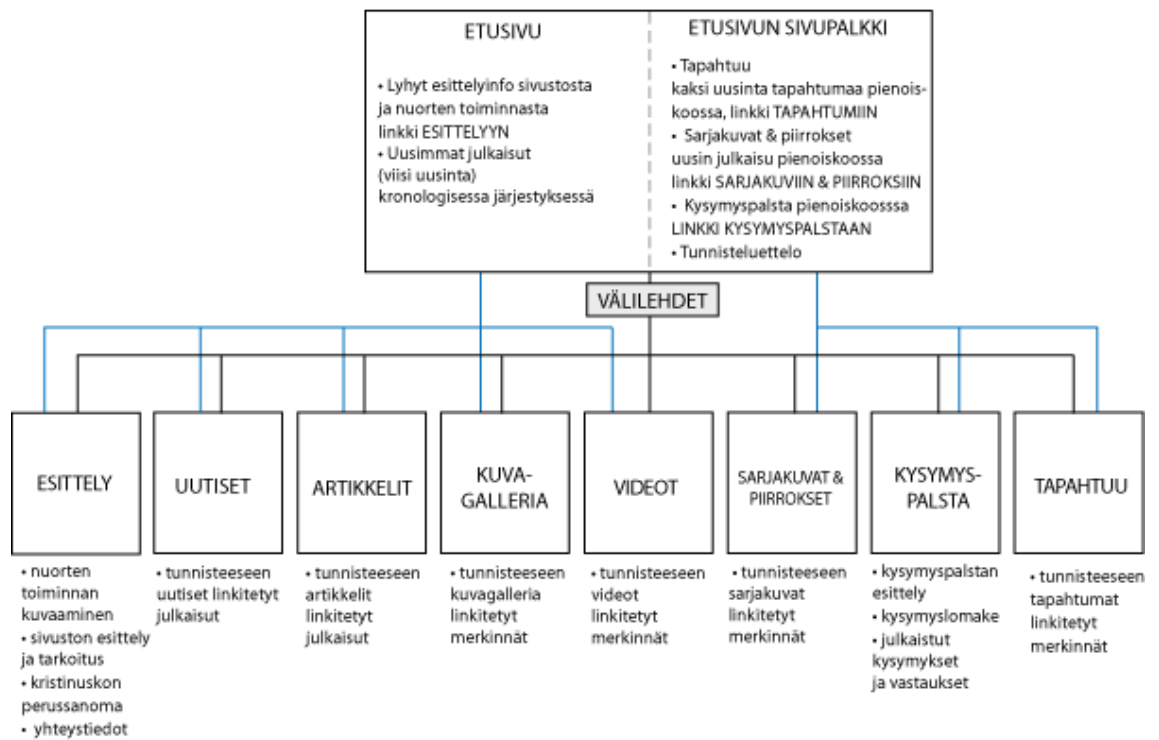 ETUSIVU
• Lyhyt esittelyinfo sivustosta
ja nuorten toiminnasta
linkki ESITTELYYN
• Uusimmat julkaisut
(viisi uusinta)
kronologisessa järjestyksessä
ETUSIVUN SIVUPALKKI
• Tapahtuu
kaksi uusinta tapahtumaa pienois-
koossa, linkki TAPAHTUMIIN
• Sarjakuvat & piirrokset
uusin julkaisu pienoiskoossa
linkki SARJAKUVIIN & PIIRROKSIIN
• Kysymyspalsta pienoiskoosssa
LINKKI KYSYMYSPALSTAAN
• Tunnisteluettelo
VÄLILEHDET
ESITTELY
• nuorten
toiminnan
kuvaaminen
• sivuston esittely
ja tarkoitus
• kristinuskon
perussanoma
• yhteystiedot
UUTISET
• tunnisteeseen
uutiset linkitetyt
julkaisut
ARTIKKELIT
• tunnisteeseen
artikkelit
linkitetyt
julkaisut
KUVA-
GALLERIA
• tunnisteeseen
kuvagalleria
linkitetyt
merkinnät
VIDEOT
• tunnisteeseen
videot
linkitetyt
merkinnät
SARJAKUVAT &
PIIRROKSET
• tunnisteeseen
sarjakuvat
linkitetyt
merkinnät
KYSYMYS-
PALSTA
• kysymyspalstan
esittely
• kysymyslomake
• julkaistut
kysymykset
ja vastaukset
TAPAHTUU
• tunnisteeseen
tapahtumat
linkitetyt
merkinnät